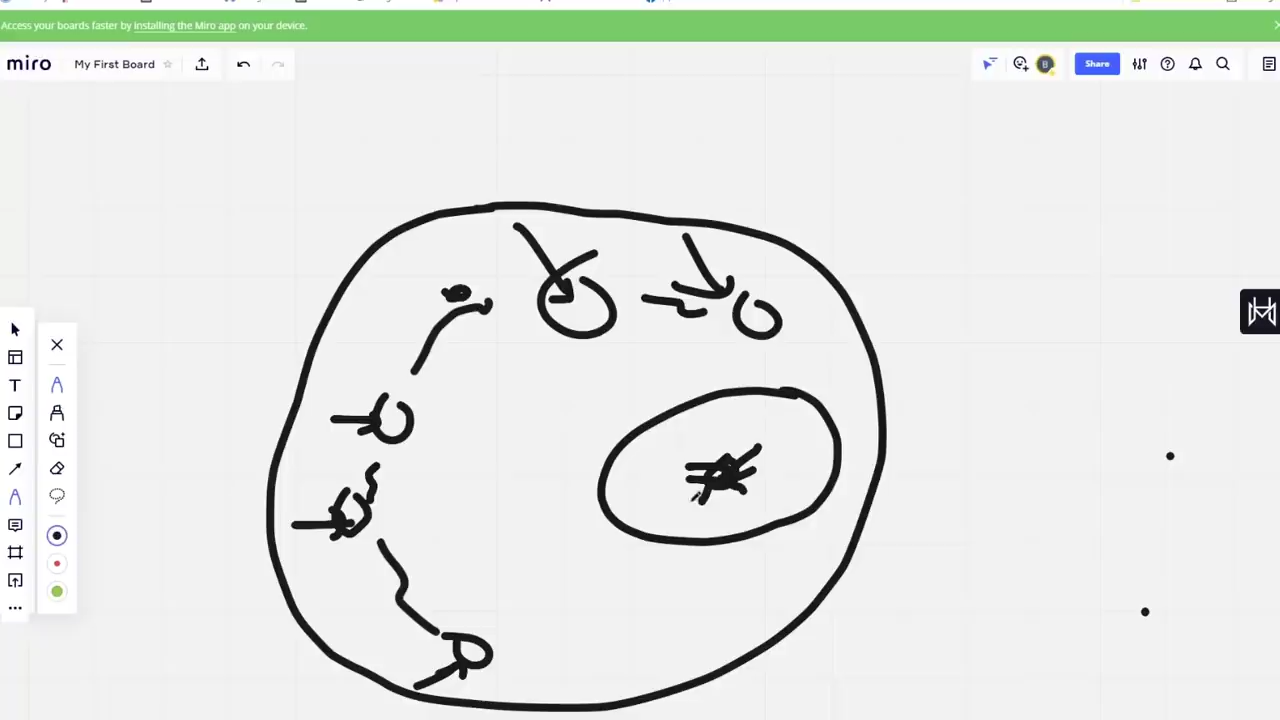 Access your boards faster by installing the Miro app on your device.
miro My First Board Share
B
T